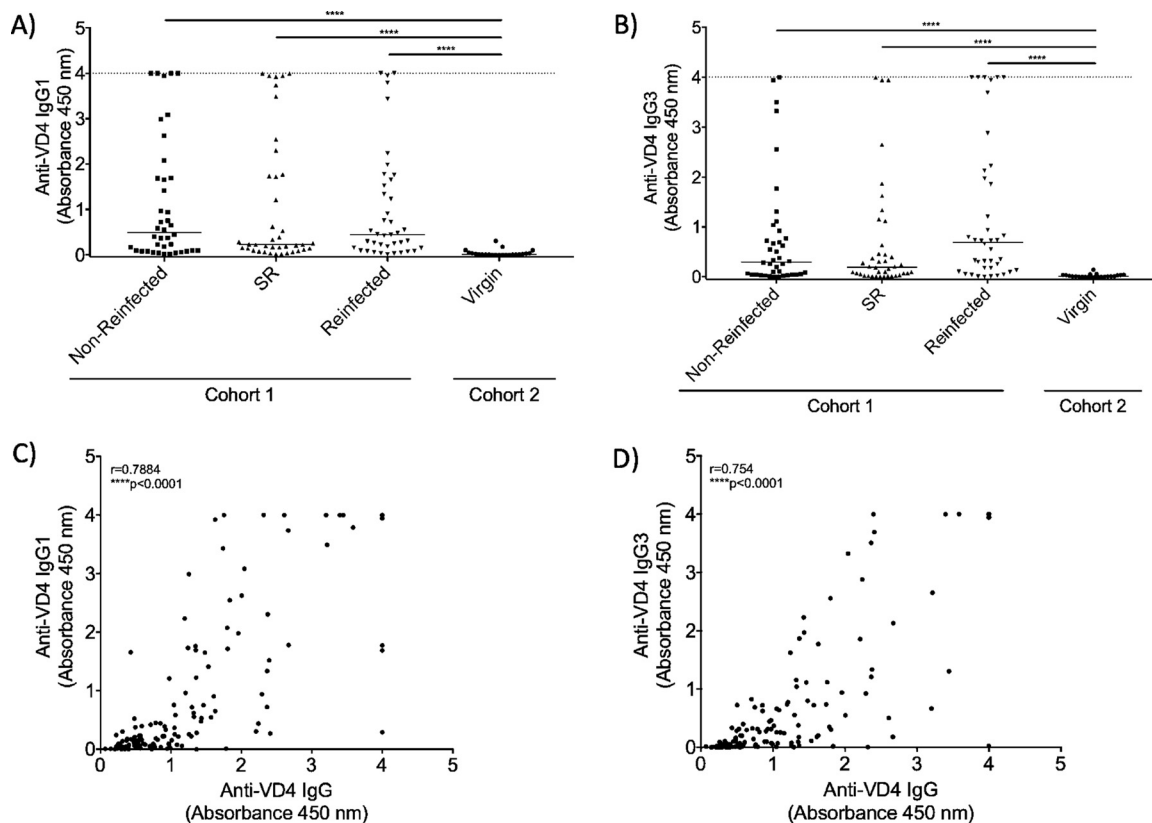 A)
Anti-VD4 IgG1
(Absorbance 450 nm)
5
4
3
2
1
0
****
****
****
Non-Reinfected
SR
Reinfected
Virgin
Cohort 1
Cohort 2
B)
Anti-VD4 IgG3
(Absorbance 450 nm)
5
4
3
2
1
0
****
****
****
Non-Reinfected
SR
Reinfected
Virgin
Cohort 1
Cohort 2
C)
r=0.7884
****p<0.0001
Anti-VD4 IgG1
(Absorbance 450 nm)
5
4
3
2
1
0
0 1 2 3 4 5
Anti-VD4 IgG
(Absorbance 450 nm)
D)
r=0.754
****p<0.0001
Anti-VD4 IgG3
(Absorbance 450 nm)
5
4
3
2
1
0
0 1 2 3 4 5
Anti-VD4 IgG
(Absorbance 450 nm)